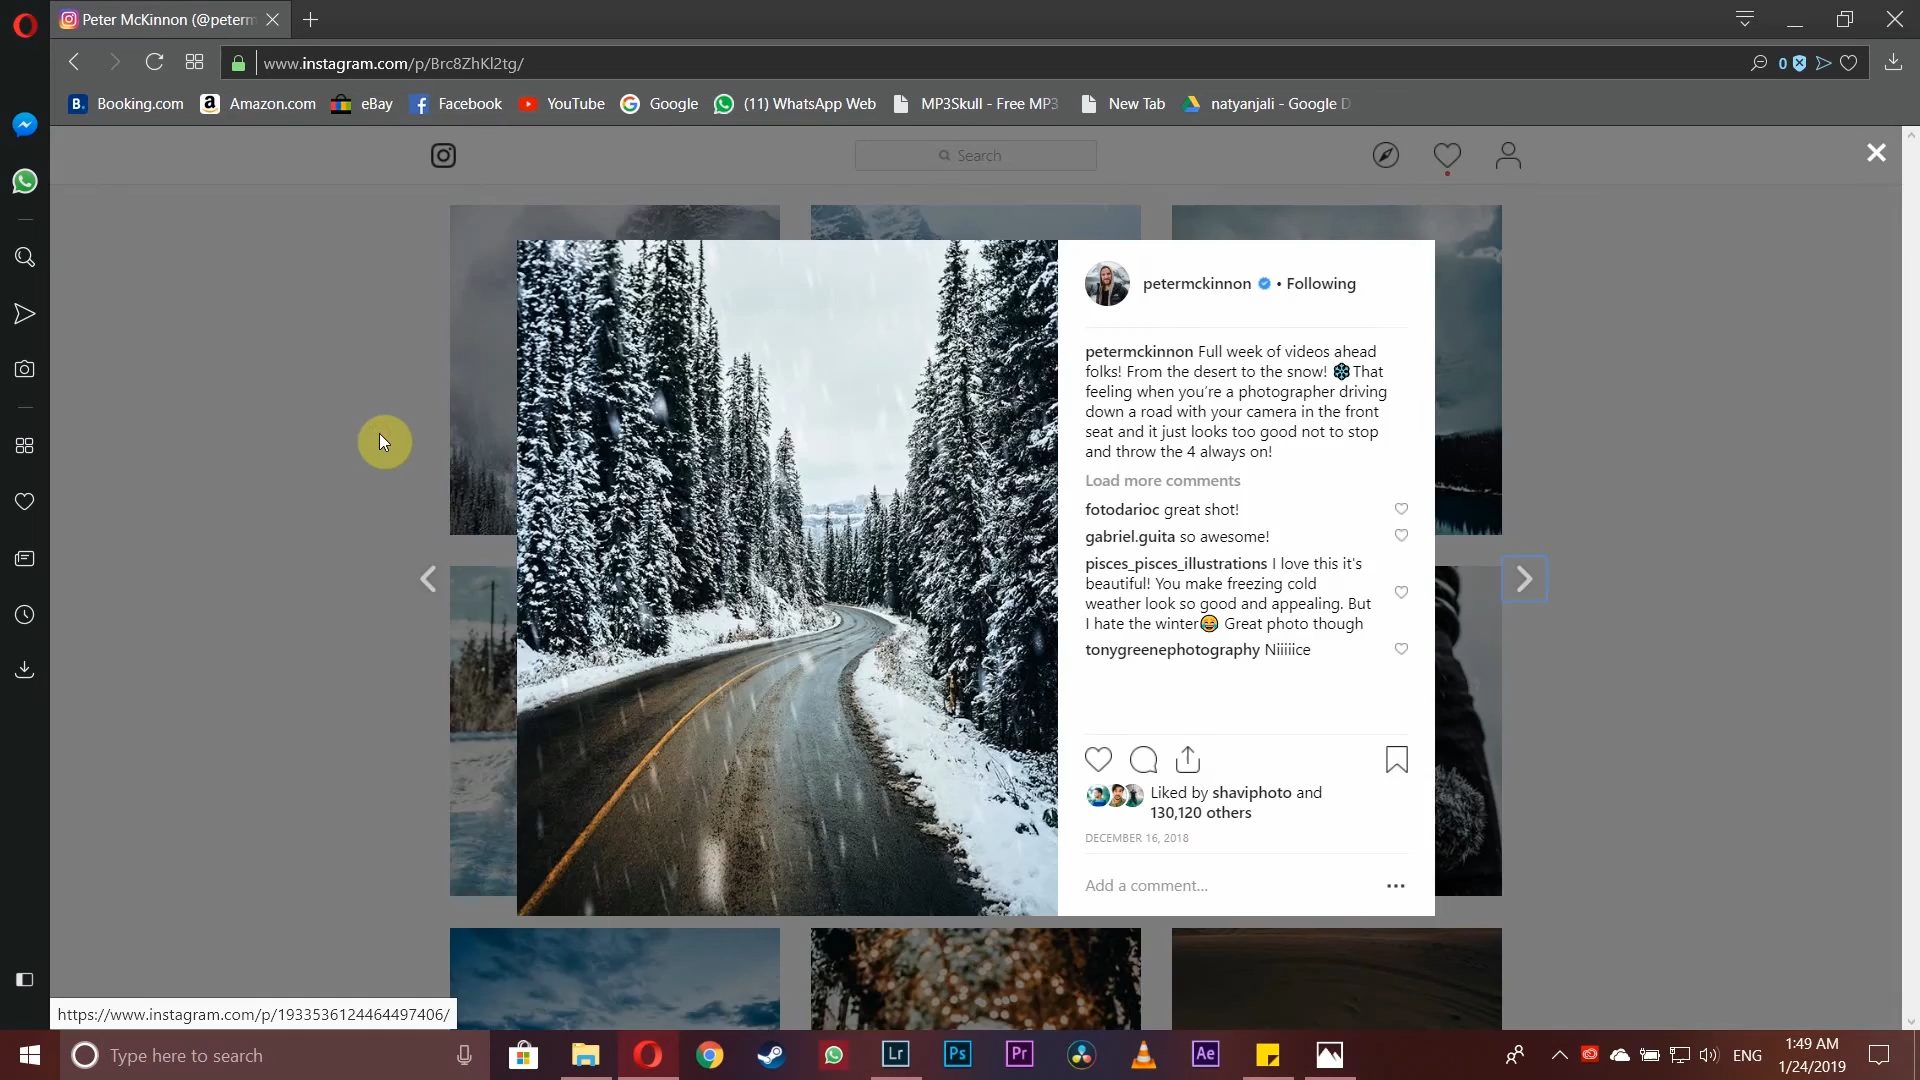 Peter McKinnon (@peterm
www.instagram.com/p/Brc8ZhKl2tg/
0
B. Booking.com
a Amazon.com
eBay
Facebook
YouTube
Google
(11) WhatsApp Web
MP3Skull - Free MP3
New Tab
natyanjali - Google D
Search
petermckinnon • Following
petermckinnon Full week of videos ahead
folks! From the desert to the snow! ❄️That
feeling when you're a photographer driving
down a road with your camera in the front
seat and it just looks too good not to stop
and throw the 4 always on!
Load more comments
fotodarioc great shot!
gabriel.guita so awesome!
pisces_pisces_illustrations I love this it's
beautiful! You make freezing cold
weather look so good and appealing. But
I hate the winter😂 Great photo though
tonygreenephotography Niiiiice
Liked by shaviphoto and
130,120 others
DECEMBER 16, 2018
Add a comment...
https://www.instagram.com/p/1933536124464497406/
Type here to search
Lr
Ps
Pr
Ae
ENG
1:49 AM
1/24/2019